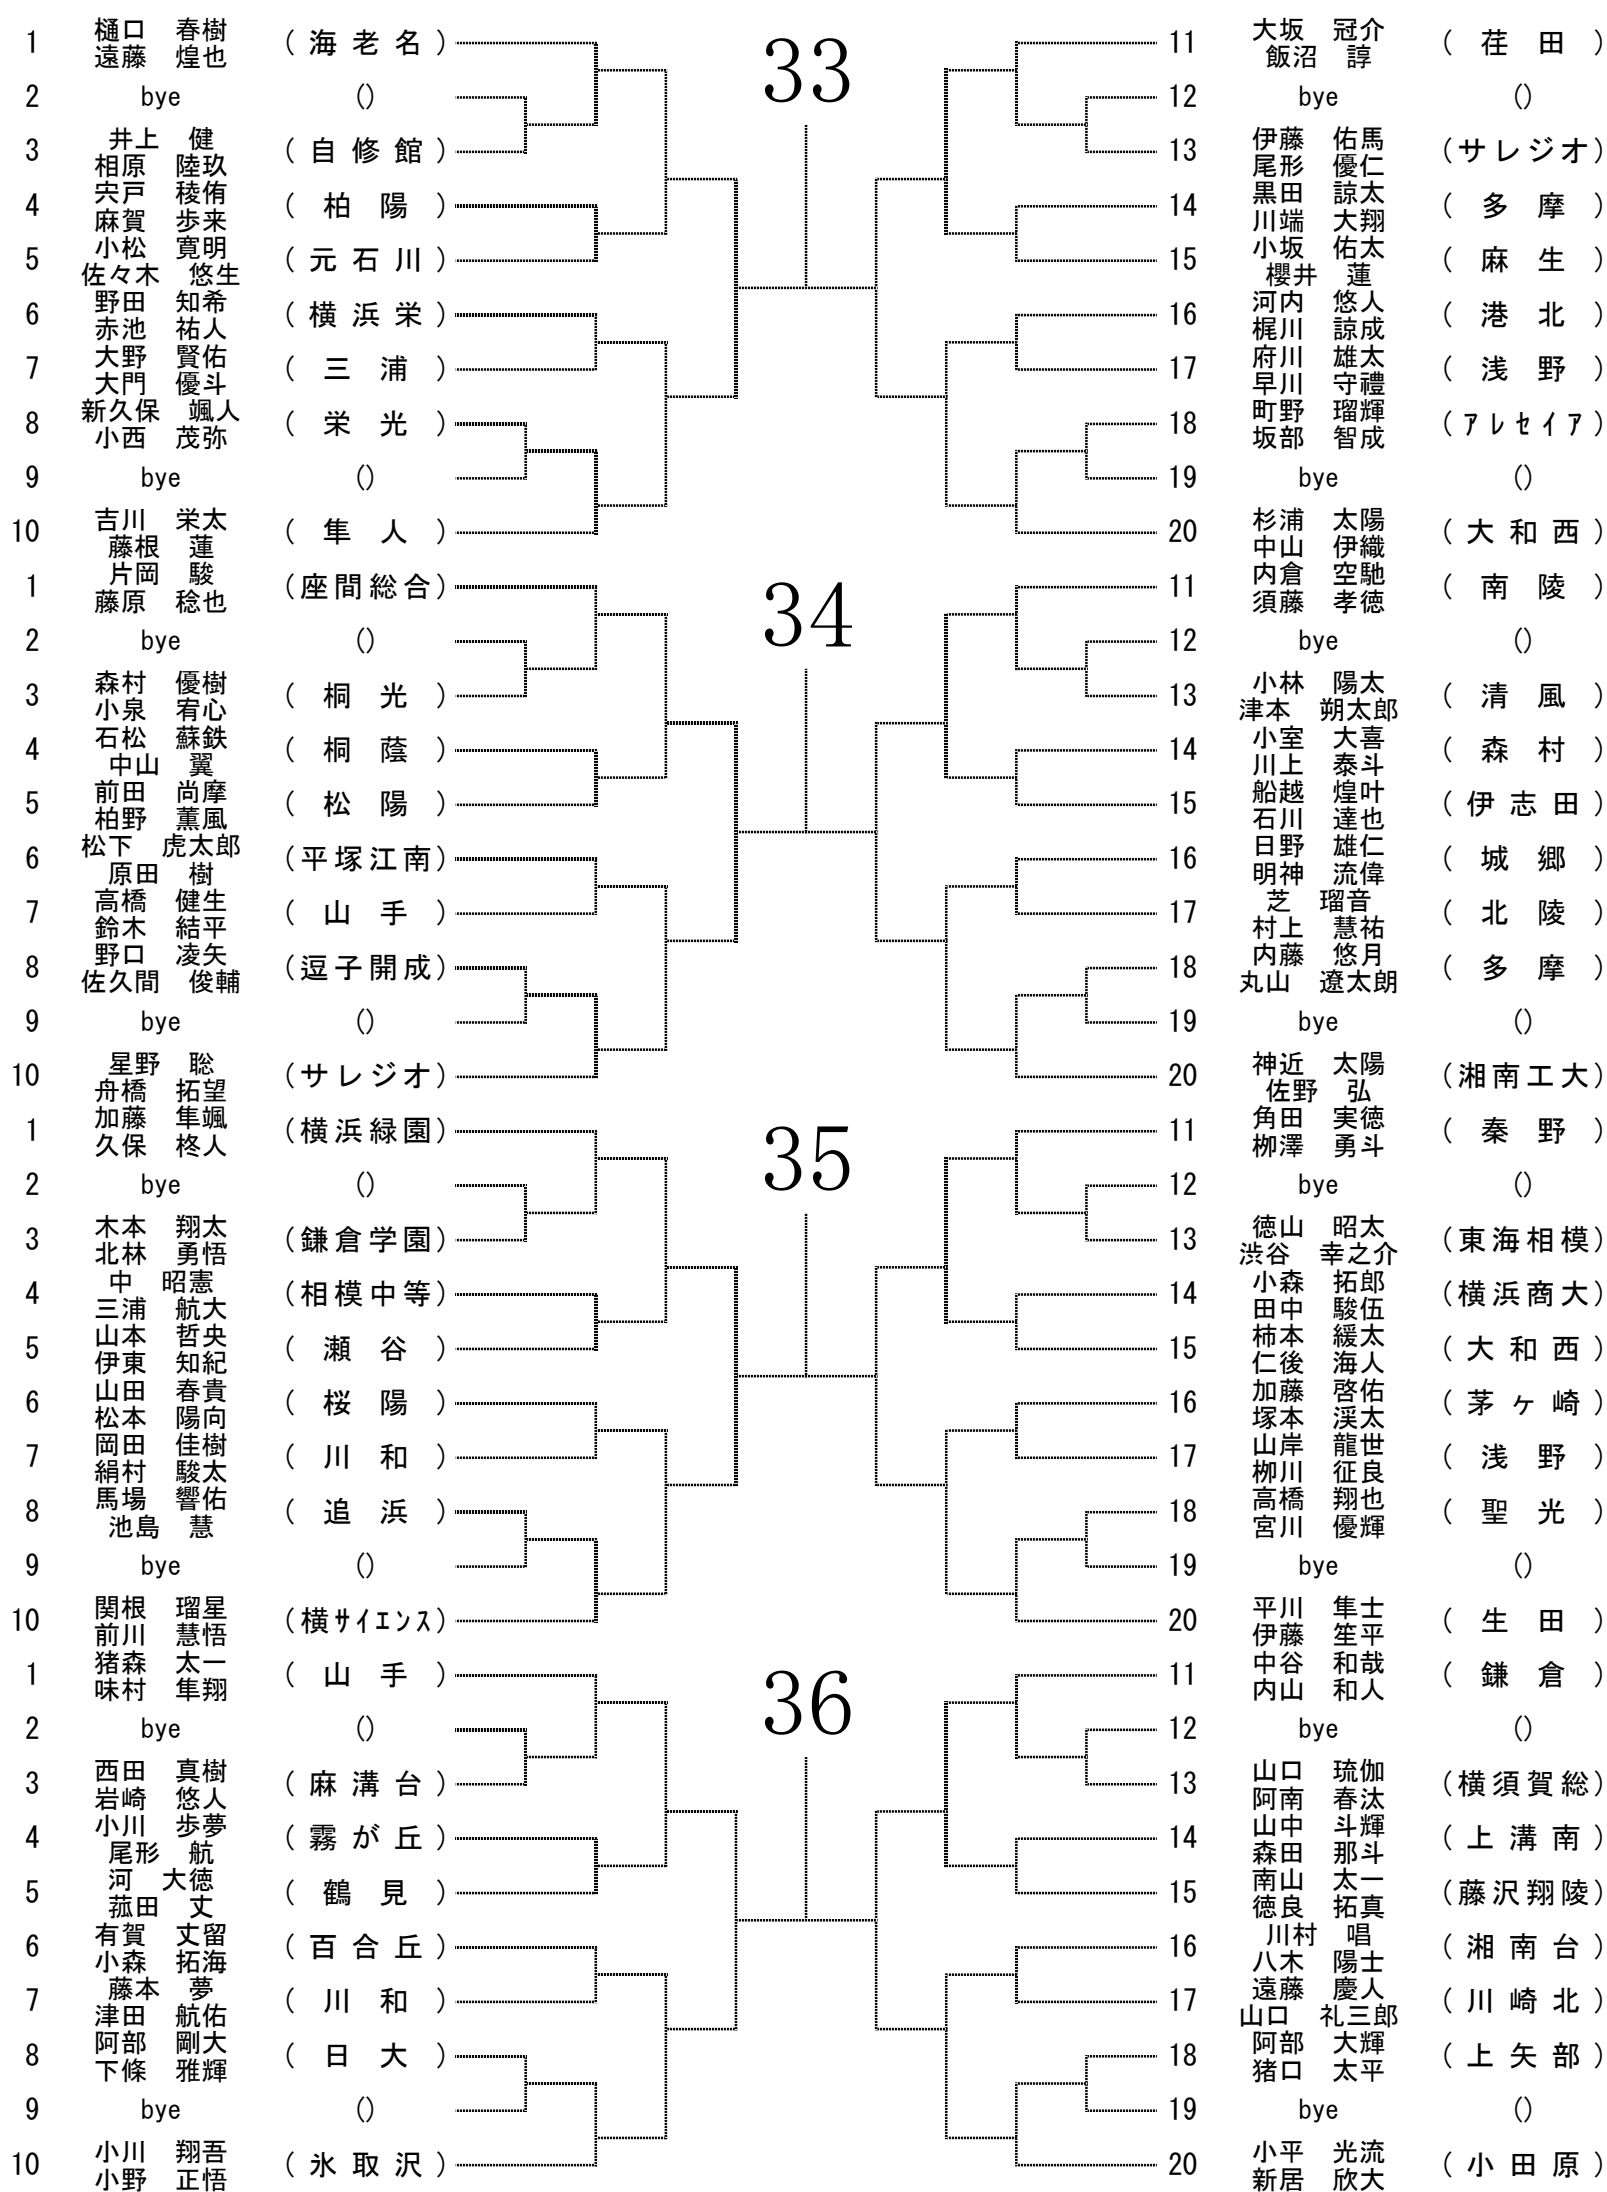 33
1 樋口 春樹 遠藤 煌也 (海老名)
2 bye ()
3 井上 健 相原 陸玖 (自修館)
4 宍戸 稜侑 麻賀 歩来 (柏陽)
5 小松 寛明 佐々木 悠生 (元石川)
6 野田 知希 赤池 祐人 (横浜栄)
7 大野 賢佑 大門 優斗 (三浦)
8 新久保 颯人 小西 茂弥 (栄光)
9 bye ()
10 吉川 栄太 藤根 蓮 (隼人)
11 大坂 冠介 飯沼 諄 (荏田)
12 bye ()
13 伊藤 佑馬 尾形 優仁 (サレジオ)
14 黒田 諒太 川端 大翔 (多摩)
15 小坂 佑太 櫻井 蓮 (麻生)
16 河内 悠人 梶川 諒成 (港北)
17 府川 雄太 早川 守禮 (浅野)
18 町野 瑠輝 坂部 智成 (アレセイア)
19 bye ()
20 杉浦 太陽 中山 伊織 (大和西)
34
1 片岡 駿 藤原 稔也 (座間総合)
2 bye ()
3 森村 優樹 小泉 宥心 (桐光)
4 石松 蘇鉄 中山 翼 (桐蔭)
5 前田 尚摩 柏野 薫風 (松陽)
6 松下 虎太郎 原田 樹 (平塚江南)
7 高橋 健生 鈴木 結平 (山手)
8 野口 凌矢 佐久間 俊輔 (逗子開成)
9 bye ()
10 星野 聡 舟橋 拓望 (サレジオ)
11 内倉 空馳 須藤 孝徳 (南陵)
12 bye ()
13 小林 陽太 津本 朔太郎 (清風)
14 小室 大喜 川上 泰斗 (森村)
15 船越 煌叶 石川 達也 (伊志田)
16 日野 雄仁 明神 流偉 (城郷)
17 芝 瑠音 村上 慧祐 (北陵)
18 内藤 悠月 丸山 遼太朗 (多摩)
19 bye ()
20 神近 太陽 佐野 弘 (湘南工大)
35
1 加藤 隼颯 久保 柊人 (横浜緑園)
2 bye ()
3 木本 翔太 北林 勇悟 (鎌倉学園)
4 中 昭憲 三浦 航大 (相模中等)
5 山本 哲央 伊東 知紀 (瀬谷)
6 山田 春貴 松本 陽向 (桜陽)
7 岡田 佳樹 絹村 駿太 (川和)
8 馬場 響佑 池島 慧 (追浜)
9 bye ()
10 関根 瑠星 前川 慧悟 (横サイエンス)
11 角田 実徳 栁澤 勇斗 (秦野)
12 bye ()
13 徳山 昭太 渋谷 幸之介 (東海相模)
14 小森 拓郎 田中 駿伍 (横浜商大)
15 柿本 緩太 仁後 海人 (大和西)
16 加藤 啓佑 塚本 渓太 (茅ヶ崎)
17 山岸 龍世 栁川 征良 (浅野)
18 高橋 翔也 宮川 優輝 (聖光)
19 bye ()
20 平川 隼士 伊藤 笙平 (生田)
36
1 猪森 太一 味村 隼翔 (山手)
2 bye ()
3 西田 真樹 岩崎 悠人 (麻溝台)
4 小川 歩夢 尾形 航 (霧が丘)
5 河 大徳 菰田 丈 (鶴見)
6 有賀 丈留 小森 拓海 (百合丘)
7 藤本 夢 津田 航佑 (川和)
8 阿部 剛大 下條 雅輝 (日大)
9 bye ()
10 小川 翔吾 小野 正悟 (氷取沢)
11 中谷 和哉 内山 和人 (鎌倉)
12 bye ()
13 山口 琉伽 阿南 春汰 (横須賀総)
14 山中 斗輝 森田 那斗 (上溝南)
15 南山 太一 徳良 拓真 (藤沢翔陵)
16 川村 唱 八木 陽士 (湘南台)
17 遠藤 慶人 山口 礼三郎 (川崎北)
18 阿部 大輝 猪口 太平 (上矢部)
19 bye ()
20 小平 光流 新居 欣大 (小田原)